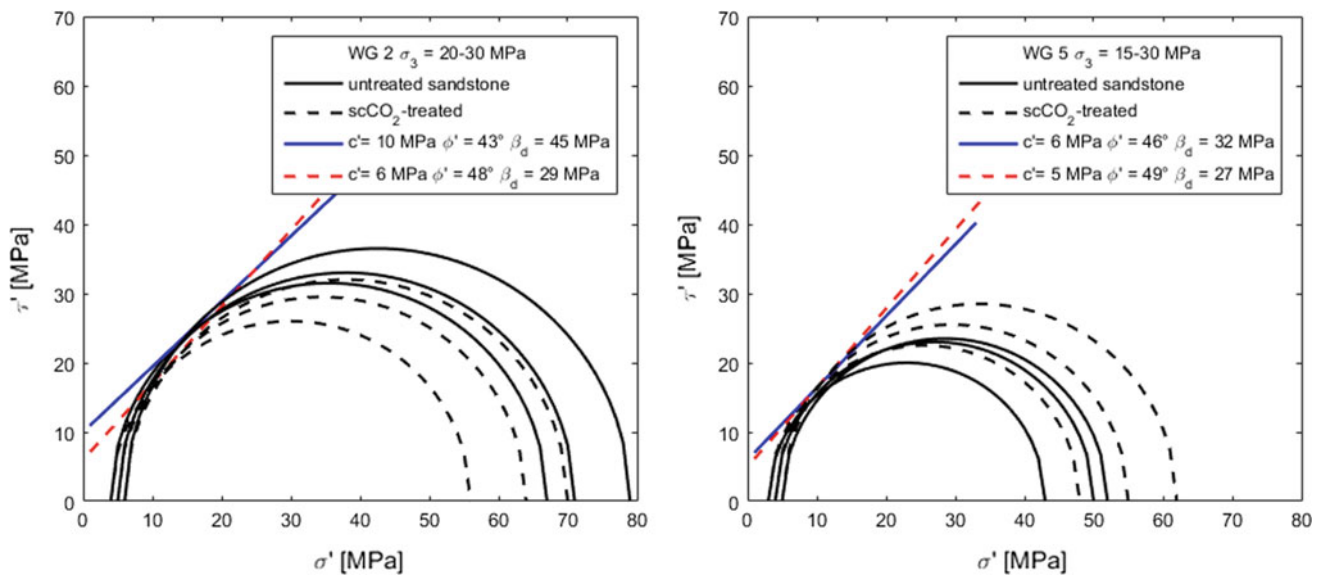 70
60
50
40
30
20
10
0
τ' [MPa]
WG 2 σ₃ = 20-30 MPa
untreated sandstone
scCO₂-treated
c'= 10 MPa ϕ' = 43° β_d = 45 MPa
c'= 6 MPa ϕ' = 48° β_d = 29 MPa
0 10 20 30 40 50 60 70 80
σ' [MPa]
70
60
50
40
30
20
10
0
τ' [MPa]
WG 5 σ₃ = 15-30 MPa
untreated sandstone
scCO₂-treated
c'= 6 MPa ϕ' = 46° β_d = 32 MPa
c'= 5 MPa ϕ' = 49° β_d = 27 MPa
0 10 20 30 40 50 60 70 80
σ' [MPa]